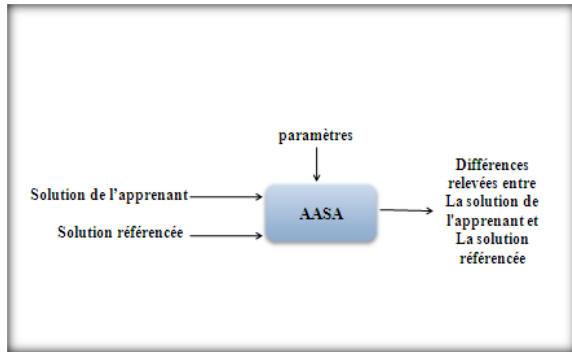 paramètres
Solution de l'apprenant
Solution référencée
AASA
Différences
relevées entre
La solution de
l'apprenant et
La solution
référencée